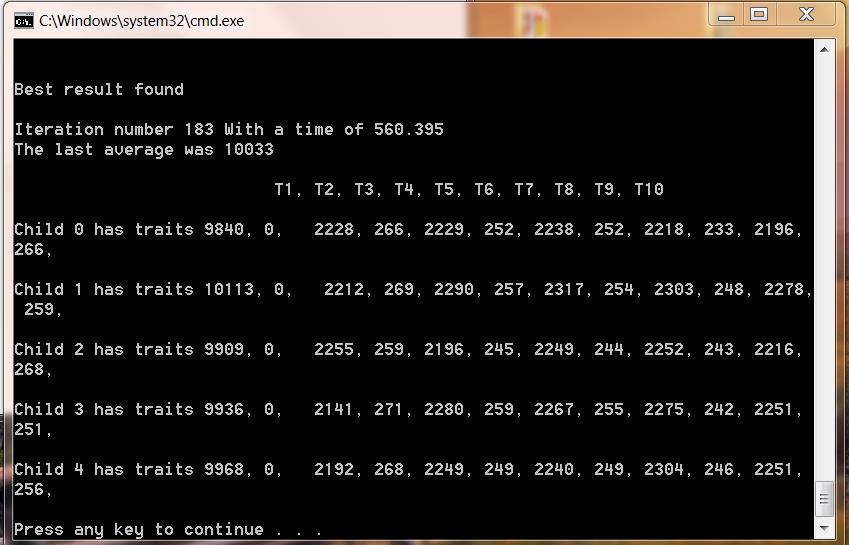 C:\Windows\system32\cmd.exe
Best result found
Iteration number 183 With a time of 560.395
The last average was 10033
T1, T2, T3, T4, T5, T6, T7, T8, T9, T10
Child 0 has traits 9840, 0,   2228, 266, 2229, 252, 2238, 252, 2218, 233, 2196,
266,
Child 1 has traits 10113, 0,   2212, 269, 2290, 257, 2317, 254, 2303, 248, 2278,
259,
Child 2 has traits 9909, 0,   2255, 259, 2196, 245, 2249, 244, 2252, 243, 2216,
268,
Child 3 has traits 9936, 0,   2141, 271, 2280, 259, 2267, 255, 2275, 242, 2251,
251,
Child 4 has traits 9968, 0,   2192, 268, 2249, 249, 2240, 249, 2304, 246, 2251,
256,
Press any key to continue . . .